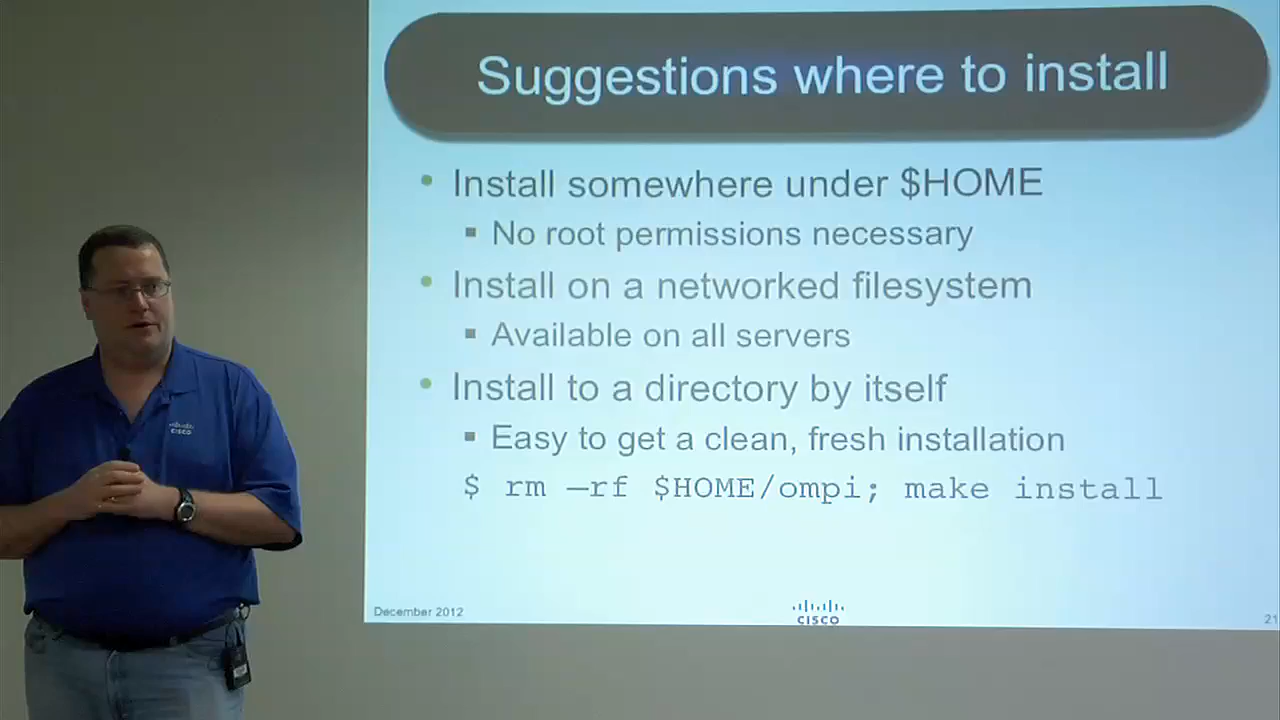 Suggestions where to install
• Install somewhere under $HOME
▪ No root permissions necessary
• Install on a networked filesystem
▪ Available on all servers
• Install to a directory by itself
▪ Easy to get a clean, fresh installation
$ rm –rf $HOME/ompi; make install
December 2012
CISCO
21
CISCO